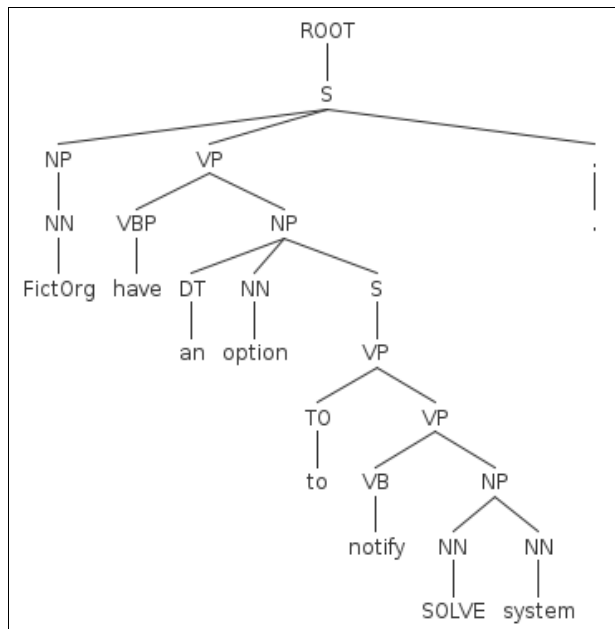 ROOT
S
NP VP .
NN VBP NP .
FictOrg have DT NN S
an option VP
TO VP
to VB NP
notify NN NN
SOLVE system